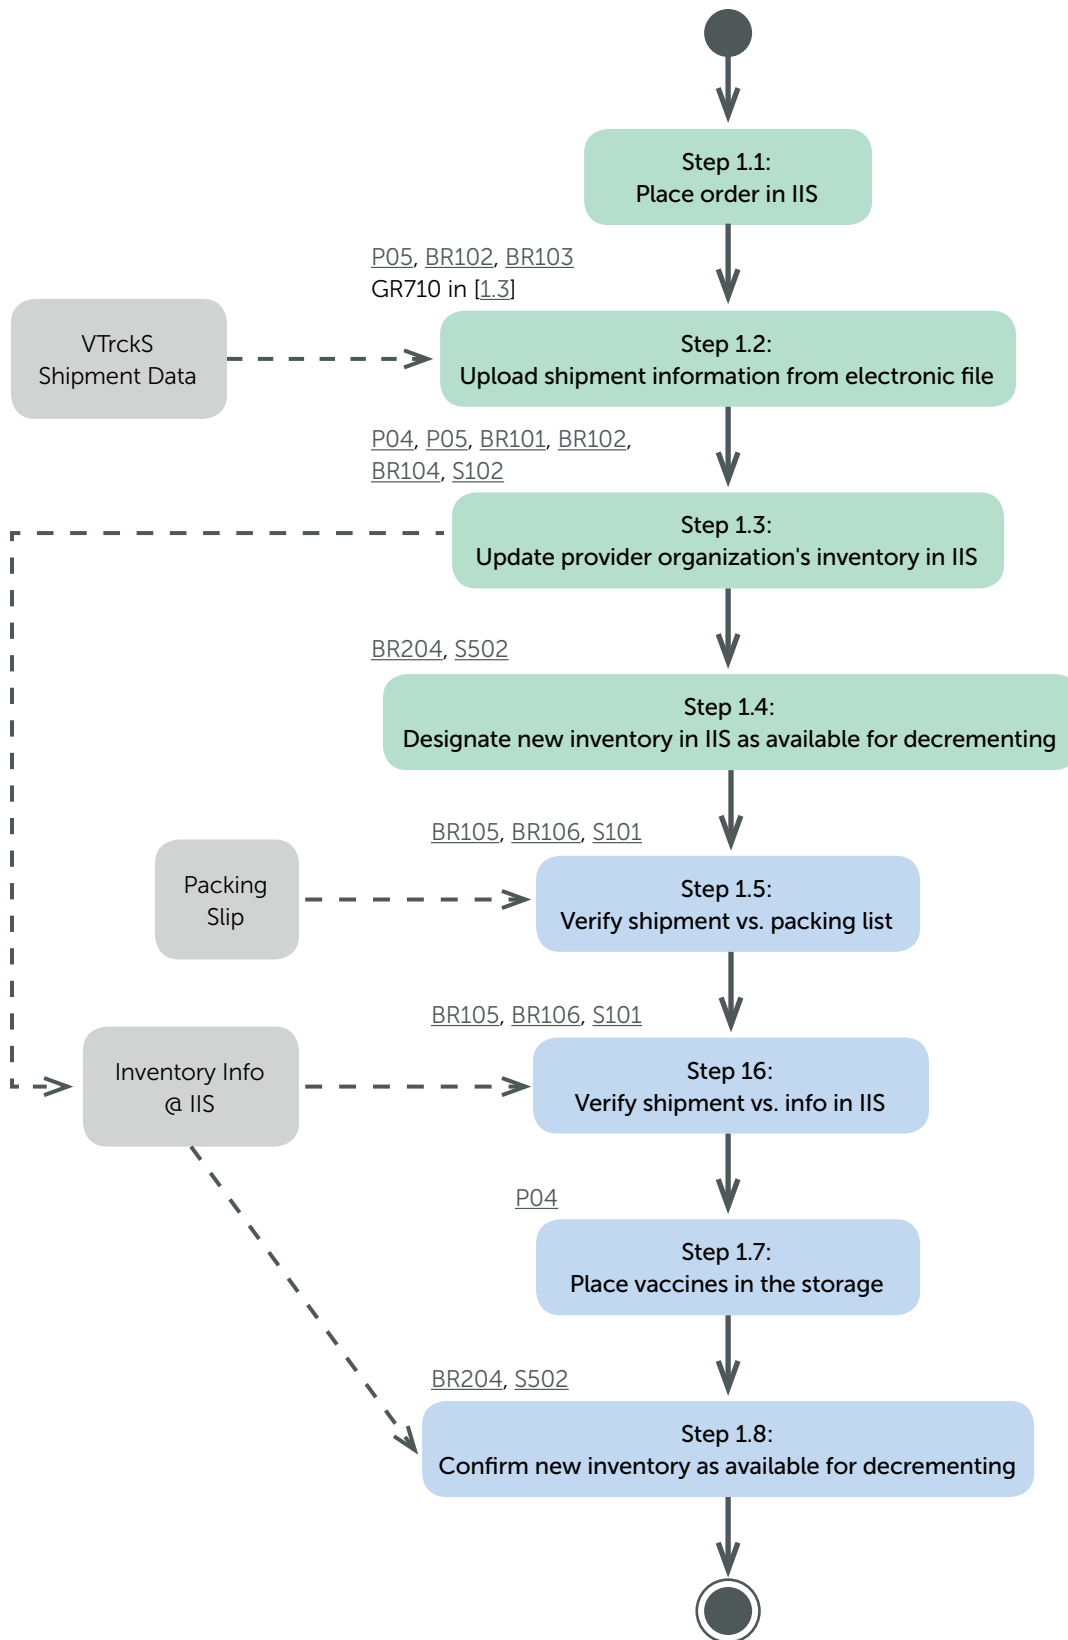 Step 1.1:
Place order in IIS
P05, BR102, BR103
GR710 in [1.3]
VTrckS
Shipment Data
Step 1.2:
Upload shipment information from electronic file
P04, P05, BR101, BR102,
BR104, S102
Step 1.3:
Update provider organization's inventory in IIS
BR204, S502
Step 1.4:
Designate new inventory in IIS as available for decrementing
BR105, BR106, S101
Packing
Slip
Step 1.5:
Verify shipment vs. packing list
BR105, BR106, S101
Inventory Info
@ IIS
Step 16:
Verify shipment vs. info in IIS
P04
Step 1.7:
Place vaccines in the storage
BR204, S502
Step 1.8:
Confirm new inventory as available for decrementing